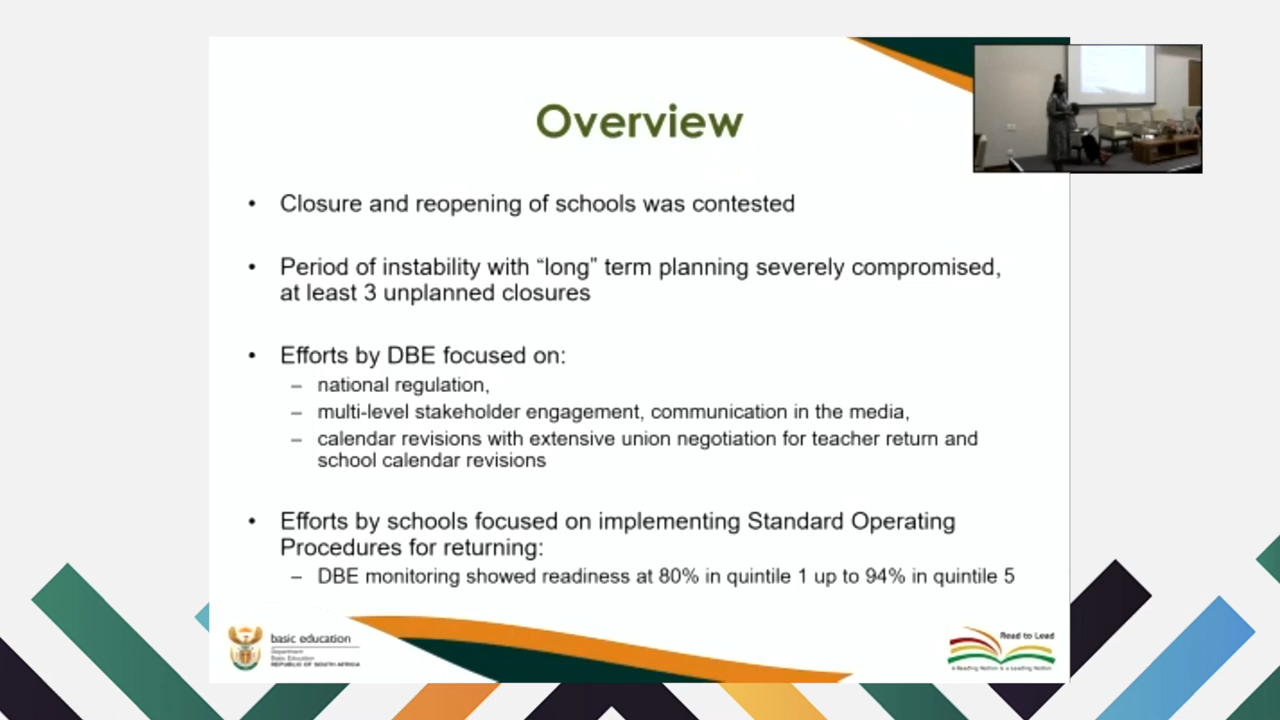 Overview
• Closure and reopening of schools was contested
• Period of instability with “long” term planning severely compromised,
at least 3 unplanned closures
• Efforts by DBE focused on:
– national regulation,
– multi-level stakeholder engagement, communication in the media,
– calendar revisions with extensive union negotiation for teacher return and
school calendar revisions
• Efforts by schools focused on implementing Standard Operating
Procedures for returning:
– DBE monitoring showed readiness at 80% in quintile 1 up to 94% in quintile 5
basic education
Department:
Basic Education
REPUBLIC OF SOUTH AFRICA
Read to Lead
A Reading Nation is a Leading Nation